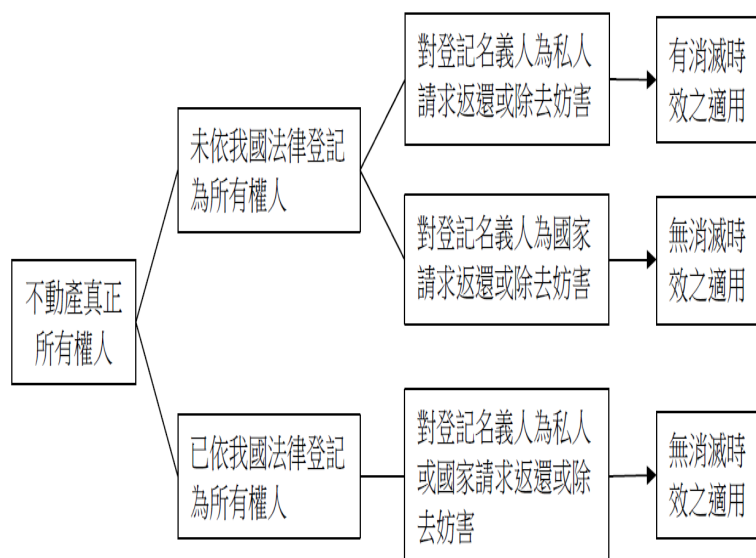 不動產真正
所有權人
未依我國法律登記
為所有權人
對登記名義人為私人
請求返還或除去妨害
有消滅時
效之適用
對登記名義人為國家
請求返還或除去妨害
無消滅時
效之適用
已依我國法律登記
為所有權人
對登記名義人為私人
或國家請求返還或除
去妨害
無消滅時
效之適用